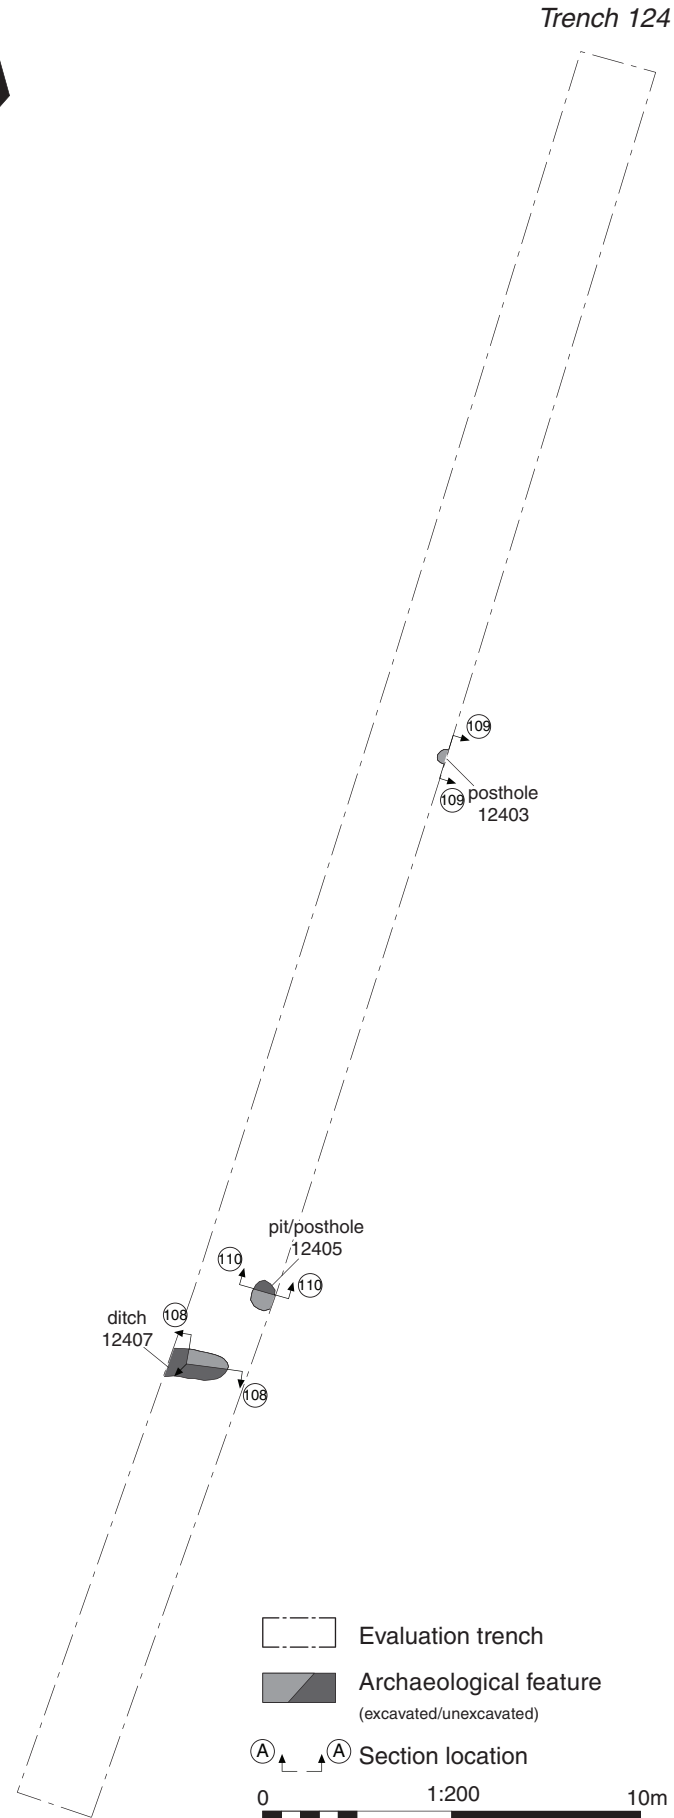 Trench 124
109
109
posthole
12403
pit/posthole
12405
110
110
ditch
12407
108
108
Evaluation trench
Archaeological feature
(excavated/unexcavated)
A A Section location
0 1:200 10m